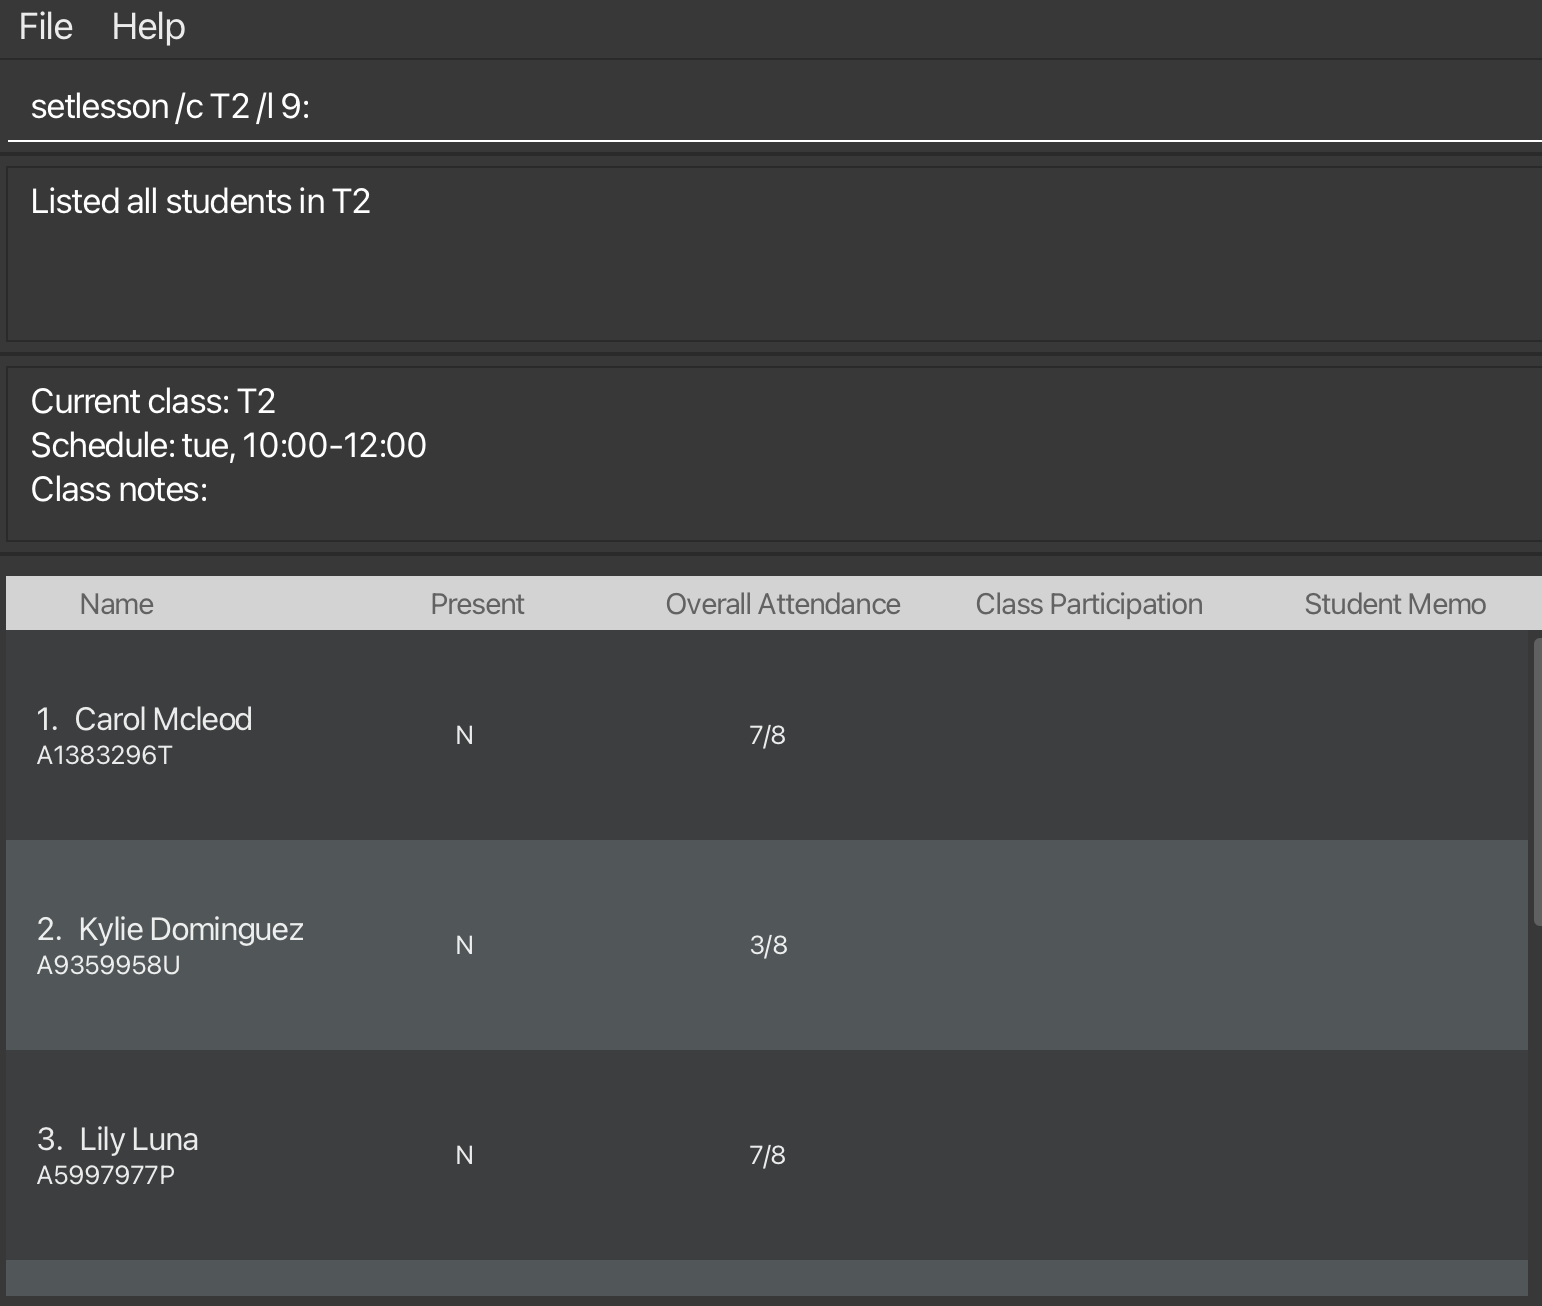 File Help
setlesson /c T2 /l 9:
Listed all students in T2
Current class: T2
Schedule: tue, 10:00-12:00
Class notes:
Name Present Overall Attendance Class Participation Student Memo
1. Carol Mcleod
A1383296T
N 7/8
2. Kylie Dominguez
A9359958U
N 3/8
3. Lily Luna
A5997977P
N 7/8